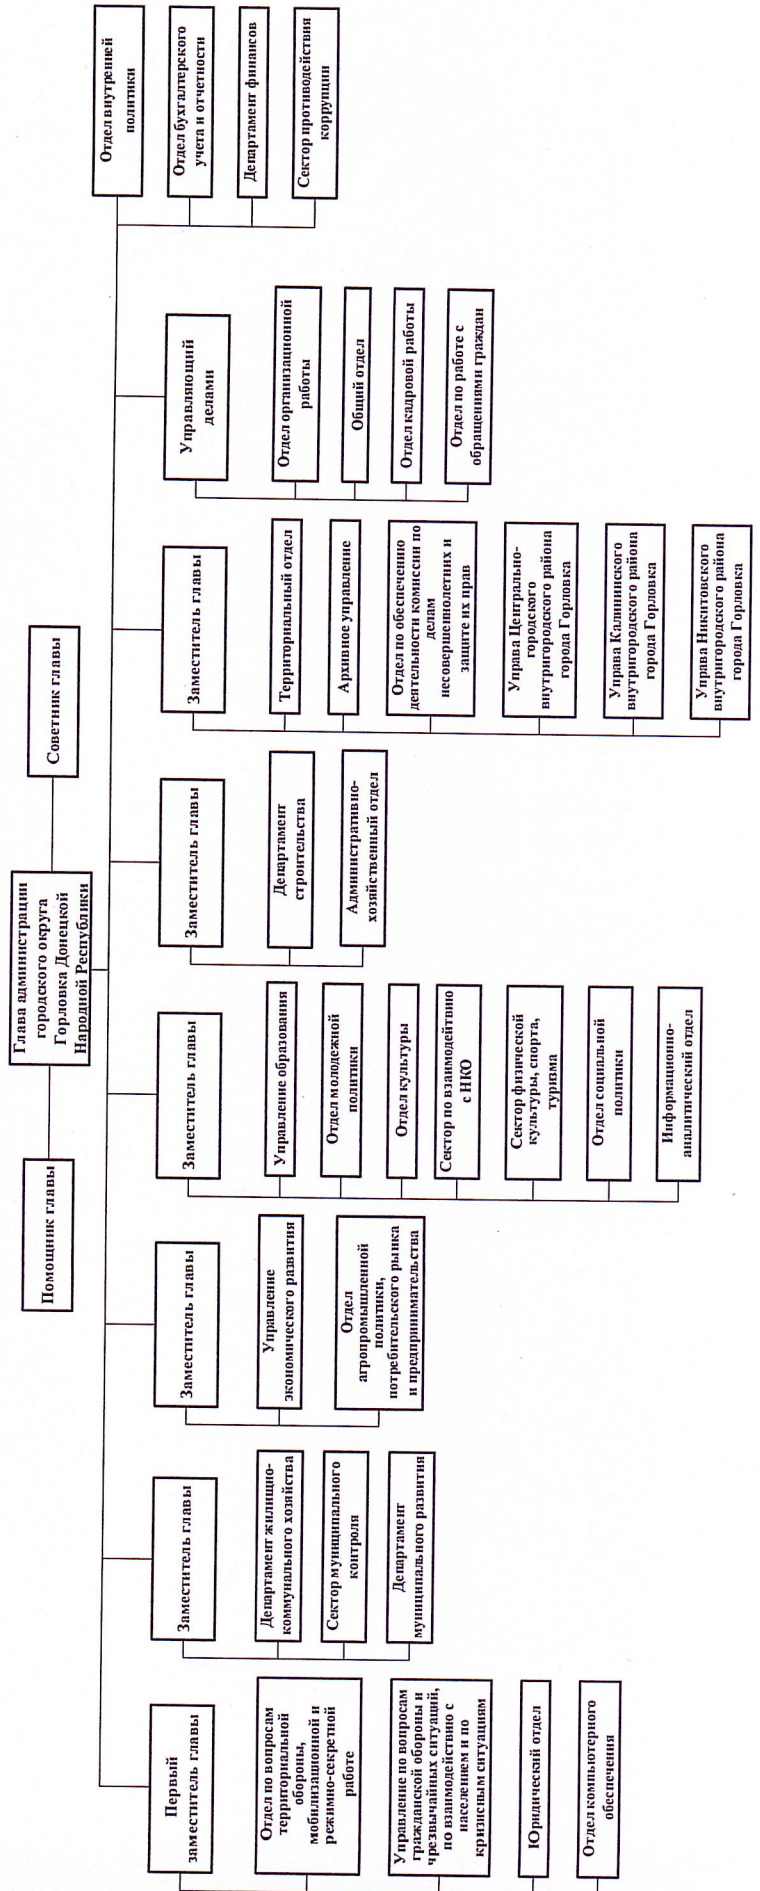 Глава администрации
городского округа
Горловка Донецкой
Народной Республики
Помощник главы
Советник главы
Первый
заместитель главы
Отдел по вопросам
территориальной
обороны,
мобилизационной и
режимно-секретной
работе
Управление по вопросам
гражданской обороны и
чрезвычайных ситуаций,
по взаимодействию с
населением и по
кризисным ситуациям
Юридический отдел
Отдел компьютерного
обеспечения
Заместитель главы
Департамент жилищно-
коммунального хозяйства
Сектор муниципального
контроля
Департамент
муниципального развития
Заместитель главы
Управление
экономического развития
Отдел
агропромышленной
политики,
потребительского рынка
и предпринимательства
Заместитель главы
Управление образования
Отдел молодежной
политики
Отдел культуры
Сектор по взаимодейтвию
с НКО
Сектор физической
культуры, спорта,
туризма
Отдел социальной
политики
Информационно-
аналитический отдел
Заместитель главы
Департамент
строительства
Административно-
хозяйственный отдел
Заместитель главы
Территориальный отдел
Архивное управление
Отдел по обеспечению
деятельности комиссии по
делам
несовершеннолетних и
защите их прав
Управа Центрально-
городского
внутригородского района
города Горловка
Управа Калининского
внутригородского района
города Горловка
Управа Никитовского
внутригородского района
города Горловка
Управляющий
делами
Отдел организационной
работы
Общий отдел
Отдел кадровой работы
Отдел по работе с
обращениями граждан
Отдел внутренней
политики
Отдел бухгалтерского
учета и отчетности
Департамент финансов
Сектор противодействия
коррупции